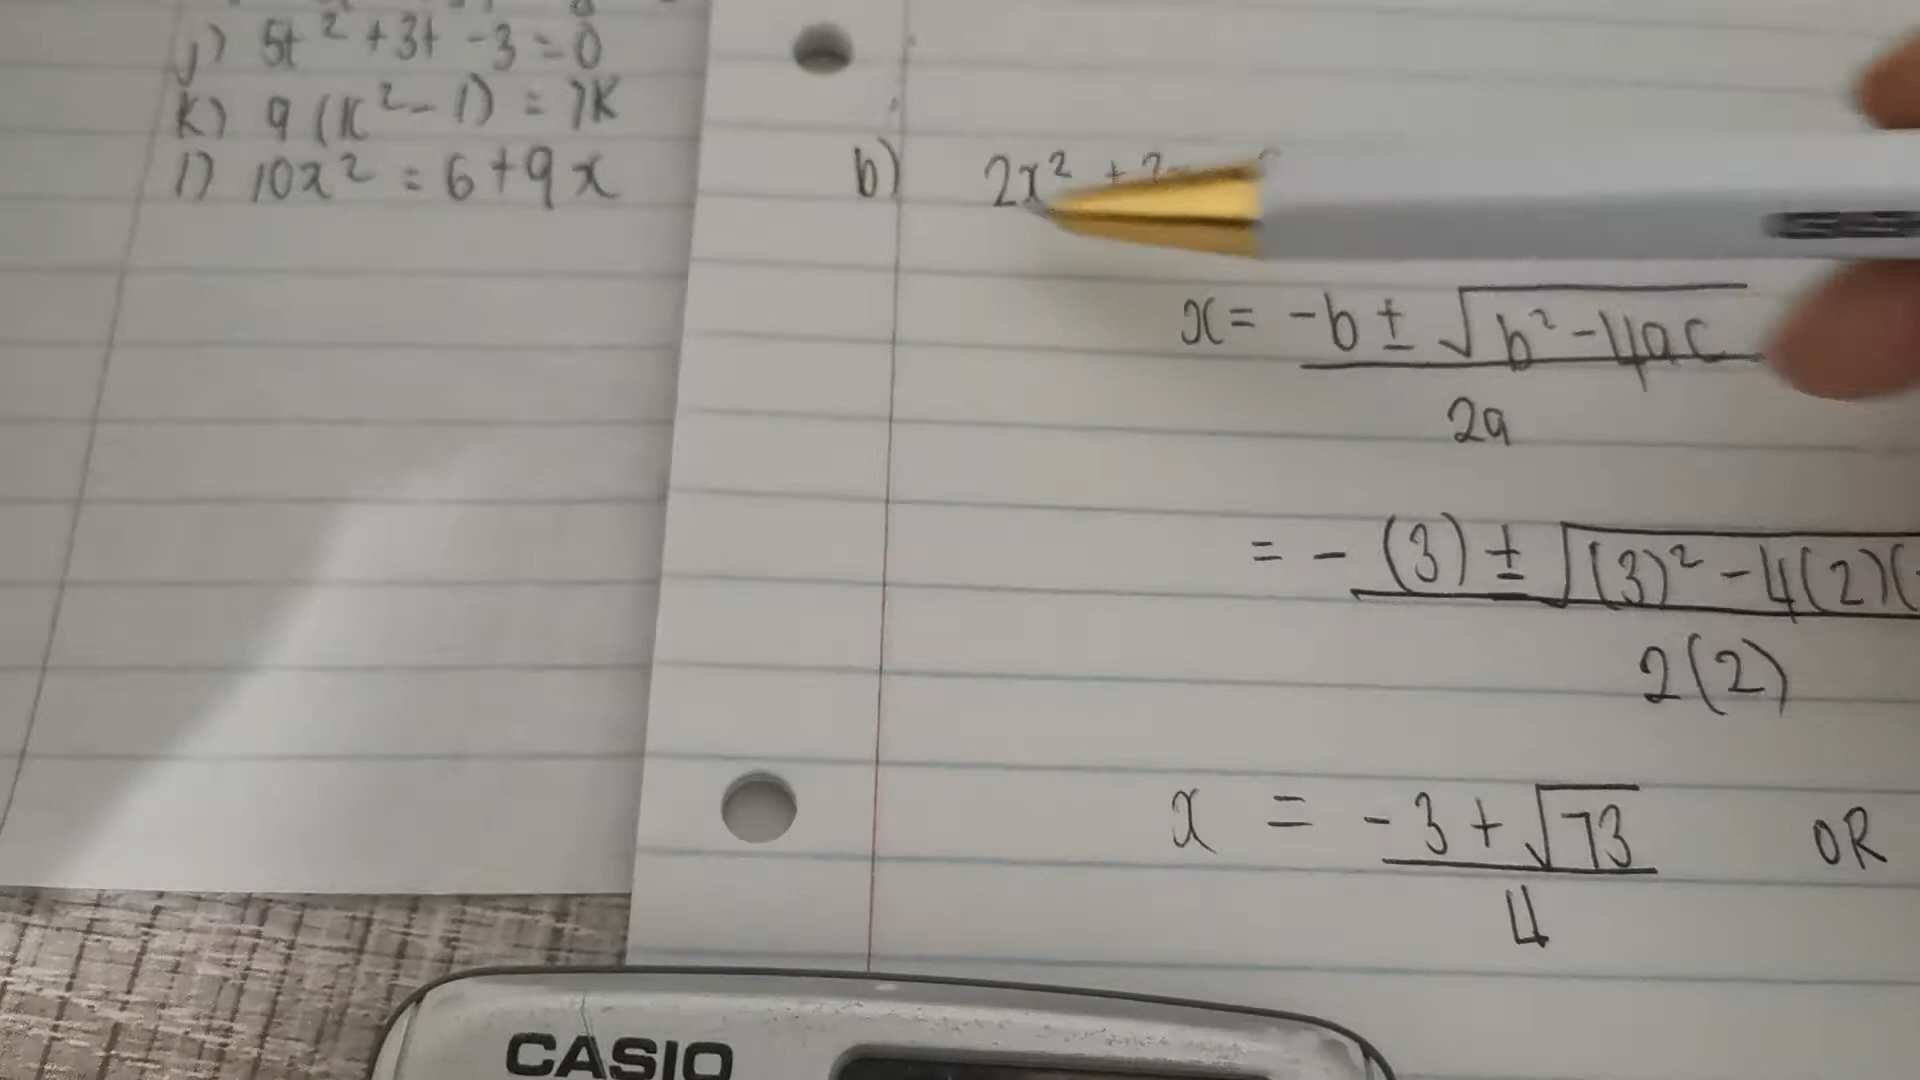 j) 5t² + 3t - 3 = 0
k) 9(k² - 1) = 7k
l) 10x² = 6 + 9x
b) 2x² +
x = -b ± √b² - 4ac
2a
= - (3) ± √(3)² - 4(2)(
2(2)
x = -3 + √73 OR
4
CASIO